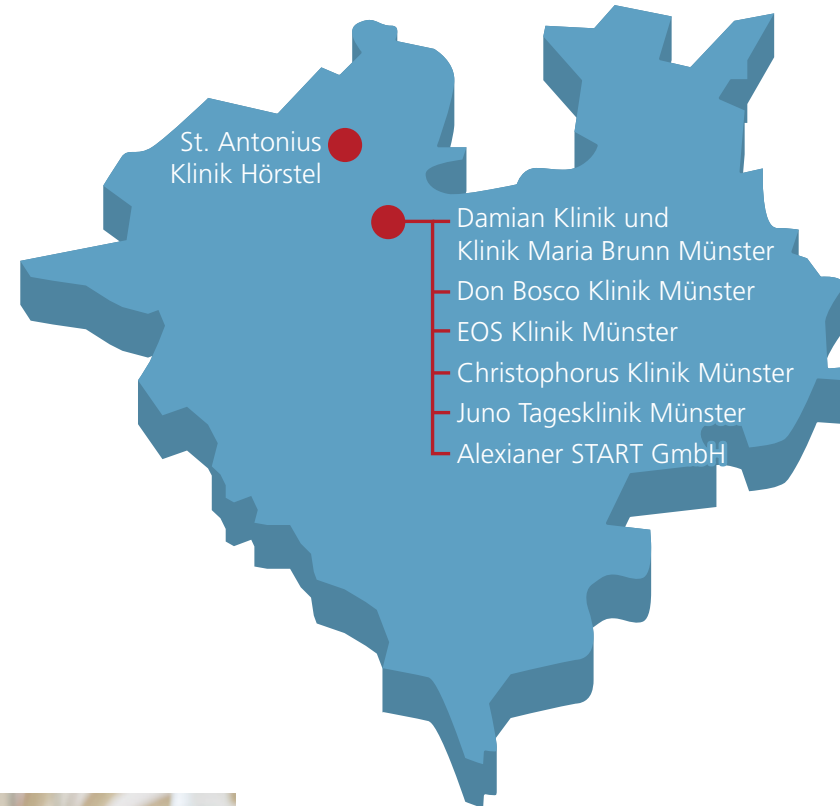 St. Antonius
Klinik Hörstel
Damian Klinik und
Klinik Maria Brunn Münster
Don Bosco Klinik Münster
EOS Klinik Münster
Christophorus Klinik Münster
Juno Tagesklinik Münster
Alexianer START GmbH